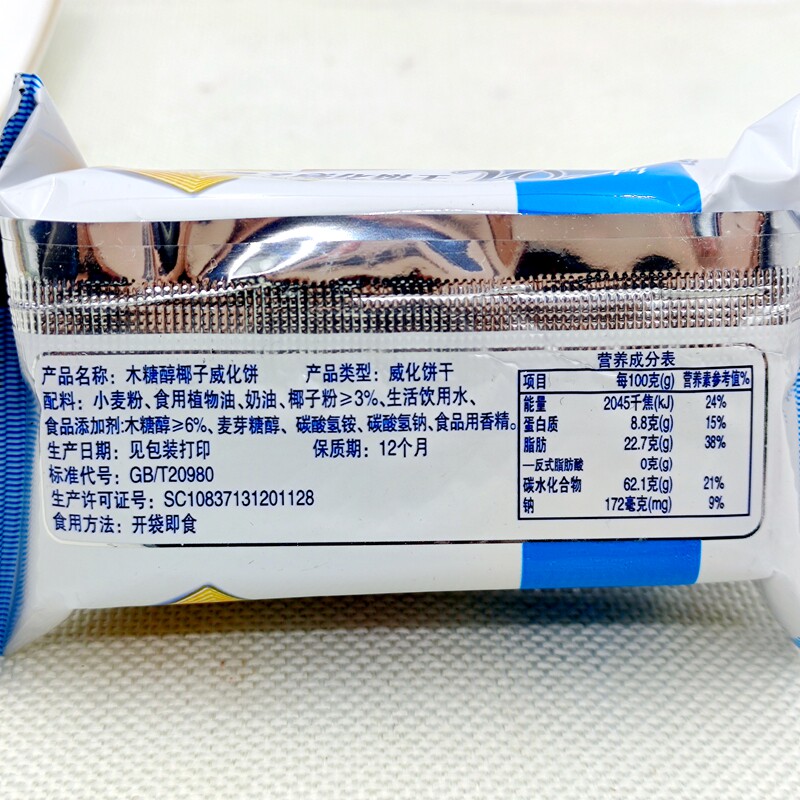 产品名称：木糖醇椰子威化饼 产品类型：威化饼干
配料：小麦粉、食用植物油、奶油、椰子粉≥3%、生活饮用水、
食品添加剂:木糖醇≥6%、麦芽糖醇、碳酸氢铵、碳酸氢钠、食品用香精。
生产日期：见包装打印 保质期：12个月
标准代号：GB/T20980
生产许可证号：SC10837131201128
食用方法：开袋即食
营养成分表
项目 每100克(g) 营养素参考值%
能量 2045千焦(kJ) 24%
蛋白质 8.8克(g) 15%
脂肪 22.7克(g) 38%
—反式脂肪酸 0克(g)
碳水化合物 62.1克(g) 21%
钠 172毫克(mg) 9%